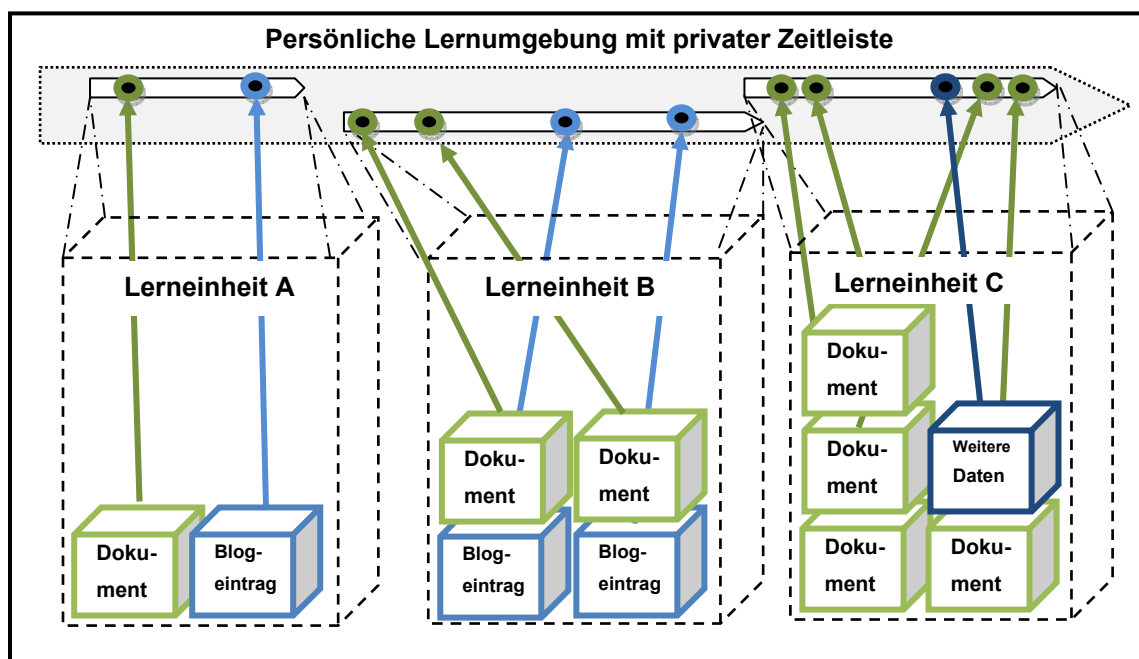 Persönliche Lernumgebung mit privater Zeitleiste
Lerneinheit A
Doku-
ment
Blog-
eintrag
Lerneinheit B
Doku-
ment
Doku-
ment
Blog-
eintrag
Blog-
eintrag
Lerneinheit C
Doku-
ment
Doku-
ment
Weitere
Daten
Doku-
ment
Doku-
ment